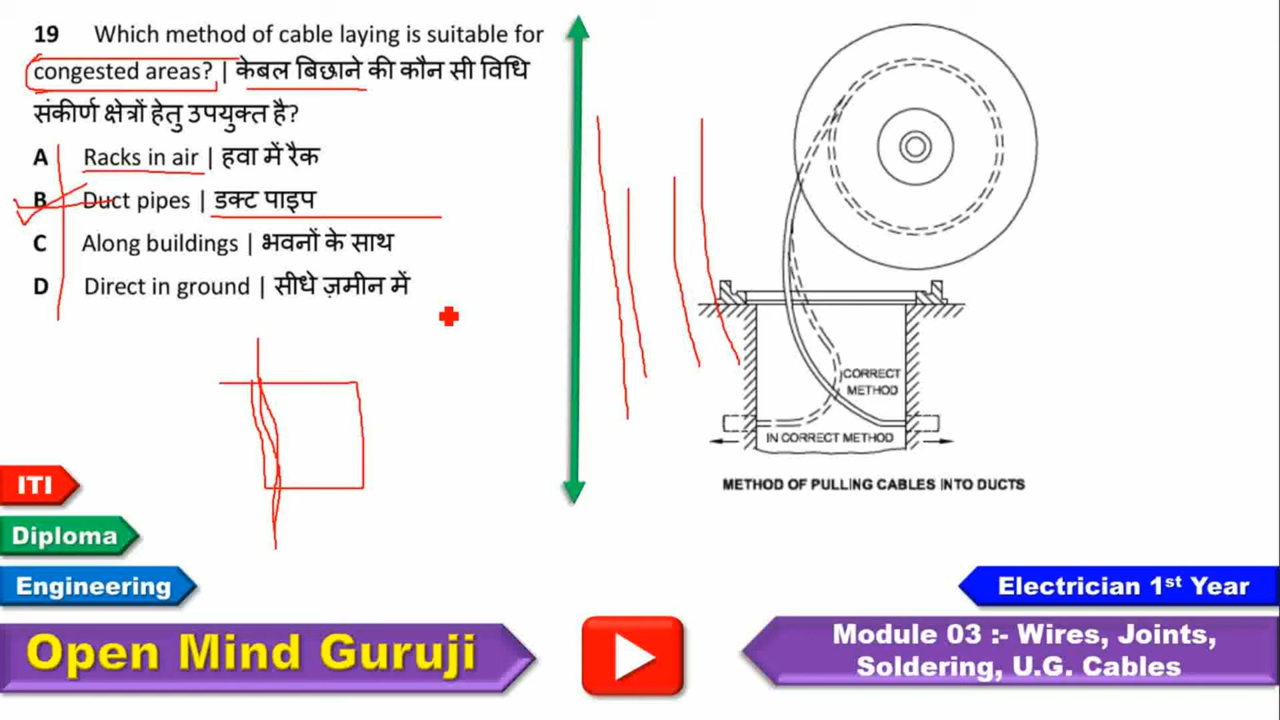 19 Which method of cable laying is suitable for
congested areas? | केबल बिछाने की कौन सी विधि
संकीर्ण क्षेत्रों हेतु उपयुक्त है?
A Racks in air | हवा में रैक
B Duct pipes | डक्ट पाइप
C Along buildings | भवनों के साथ
D Direct in ground | सीधे ज़मीन में
CORRECT
METHOD
IN CORRECT METHOD
METHOD OF PULLING CABLES INTO DUCTS
ITI
Diploma
Engineering
Open Mind Guruji
Electrician 1st Year
Module 03 :- Wires, Joints,
Soldering, U.G. Cables